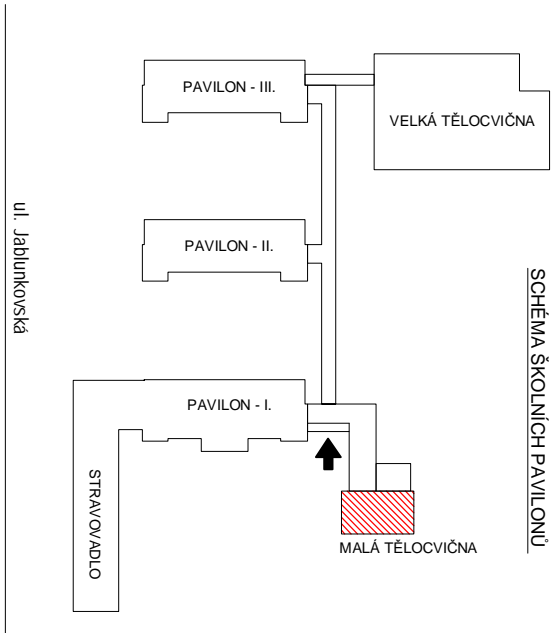 PAVILON - III.
VELKÁ TĚLOCVIČNA
PAVILON - II.
ul. Jablunkovská
SCHÉMA ŠKOLNÍCH PAVILONŮ
PAVILON - I.
STRAVOVADLO
MALÁ TĚLOCVIČNA